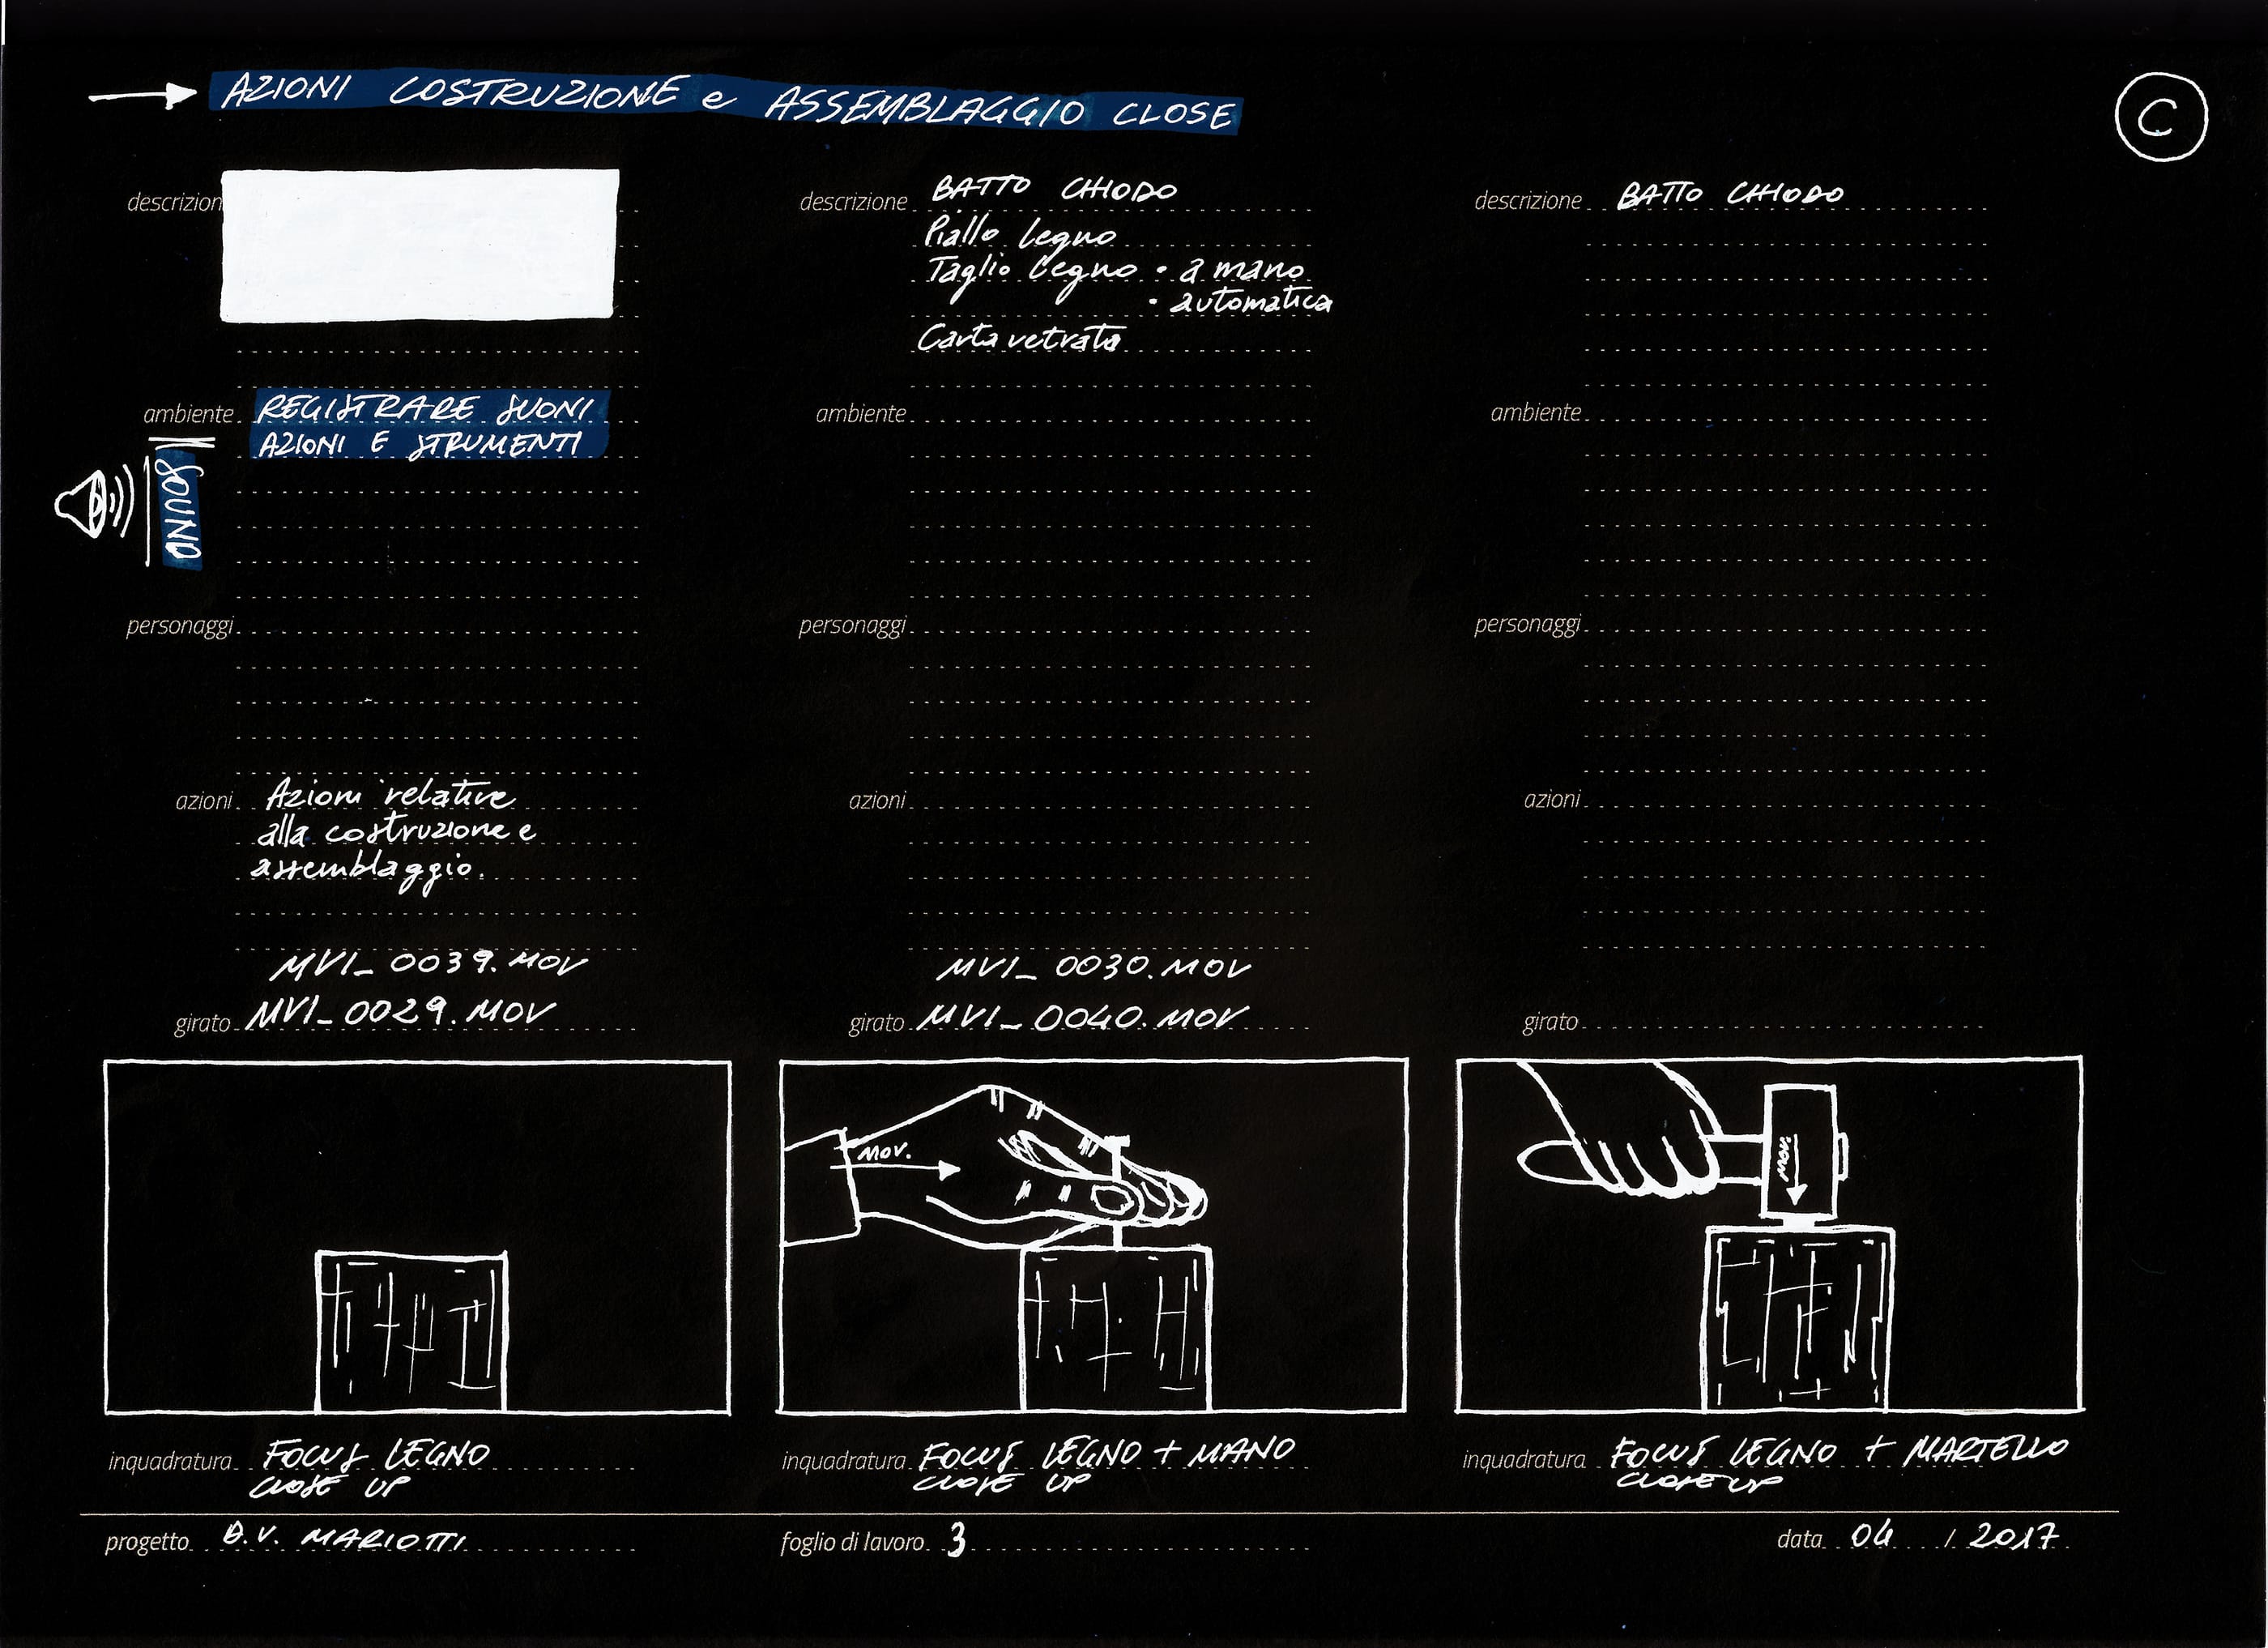 AZIONI COSTRUZIONE e ASSEMBLAGGIO CLOSE
C
descrizion
ambiente REGISTRARE SUONI
AZIONI E STRUMENTI
SOUND
personaggi
azioni Azioni relative
alla costruzione e
assemblaggio.
MVI_0039.MOV
girato MVI_0029.MOV
inquadratura FOCUS LEGNO
CLOSE UP
descrizione BATTO CHIODO
Piallo legno
Taglio legno • a mano
• automatica
Carta vetrata
ambiente
personaggi
azioni
MVI_0030.MOV
girato MVI_0040.MOV
MOV.
inquadratura FOCUS LEGNO + MANO
CLOSE UP
descrizione BATTO CHIODO
ambiente
personaggi
azioni
girato
MOV.
inquadratura FOCUS LEGNO + MARTELLO
CLOSE UP
progetto D.V. MARIOTTI
foglio di lavoro 3
data 04 / 2017